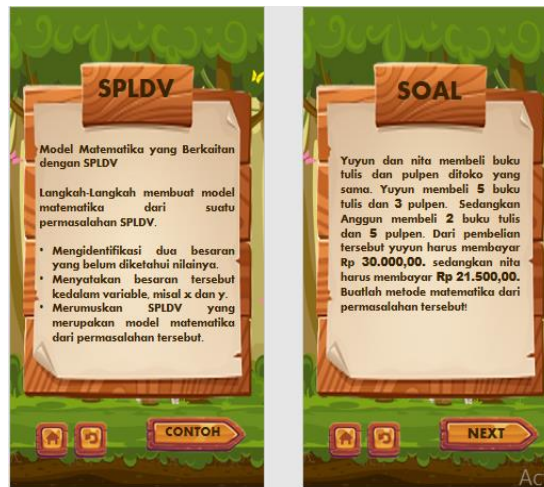 SPLDV
Model Matematika yang Berkaitan
dengan SPLDV
Langkah-Langkah membuat model
matematika dari suatu
permasalahan SPLDV.
• Mengidentifikasi dua besaran
yang belum diketahui nilainya.
• Menyatakan besaran tersebut
kedalam variable, misal x dan y.
• Merumuskan SPLDV yang
merupakan model matematika
dari permasalahan tersebut.
CONTOH
SOAL
Yuyun dan nita membeli buku
tulis dan pulpen ditoko yang
sama. Yuyun membeli 5 buku
tulis dan 3 pulpen. Sedangkan
Anggun membeli 2 buku tulis
dan 5 pulpen. Dari pembelian
tersebut yuyun harus membayar
Rp 30.000,00. sedangkan nita
harus membayar Rp 21.500,00.
Buatlah metode matematika dari
permasalahan tersebut!
NEXT
Ac